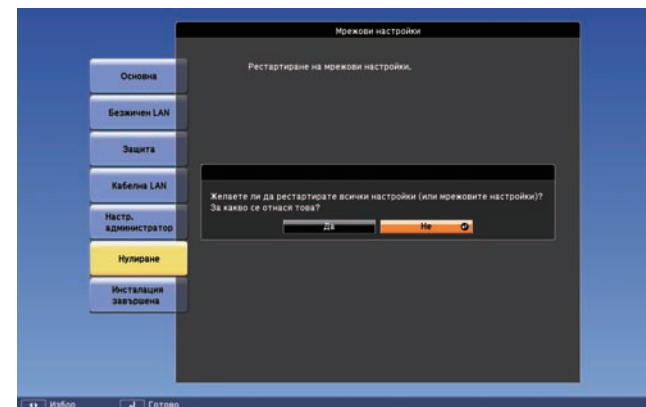 Мрежови настройки
Рестартиране на мрежови настройки.
Основна
Безжичен LAN
Защита
Кабелна LAN
Настр.
администратор
Нулиране
Инсталация
завършена
Желаете ли да рестартирате всички настройки (или мрежовите настройки)?
За какво се отнася това?
Да Не
Избор Готово